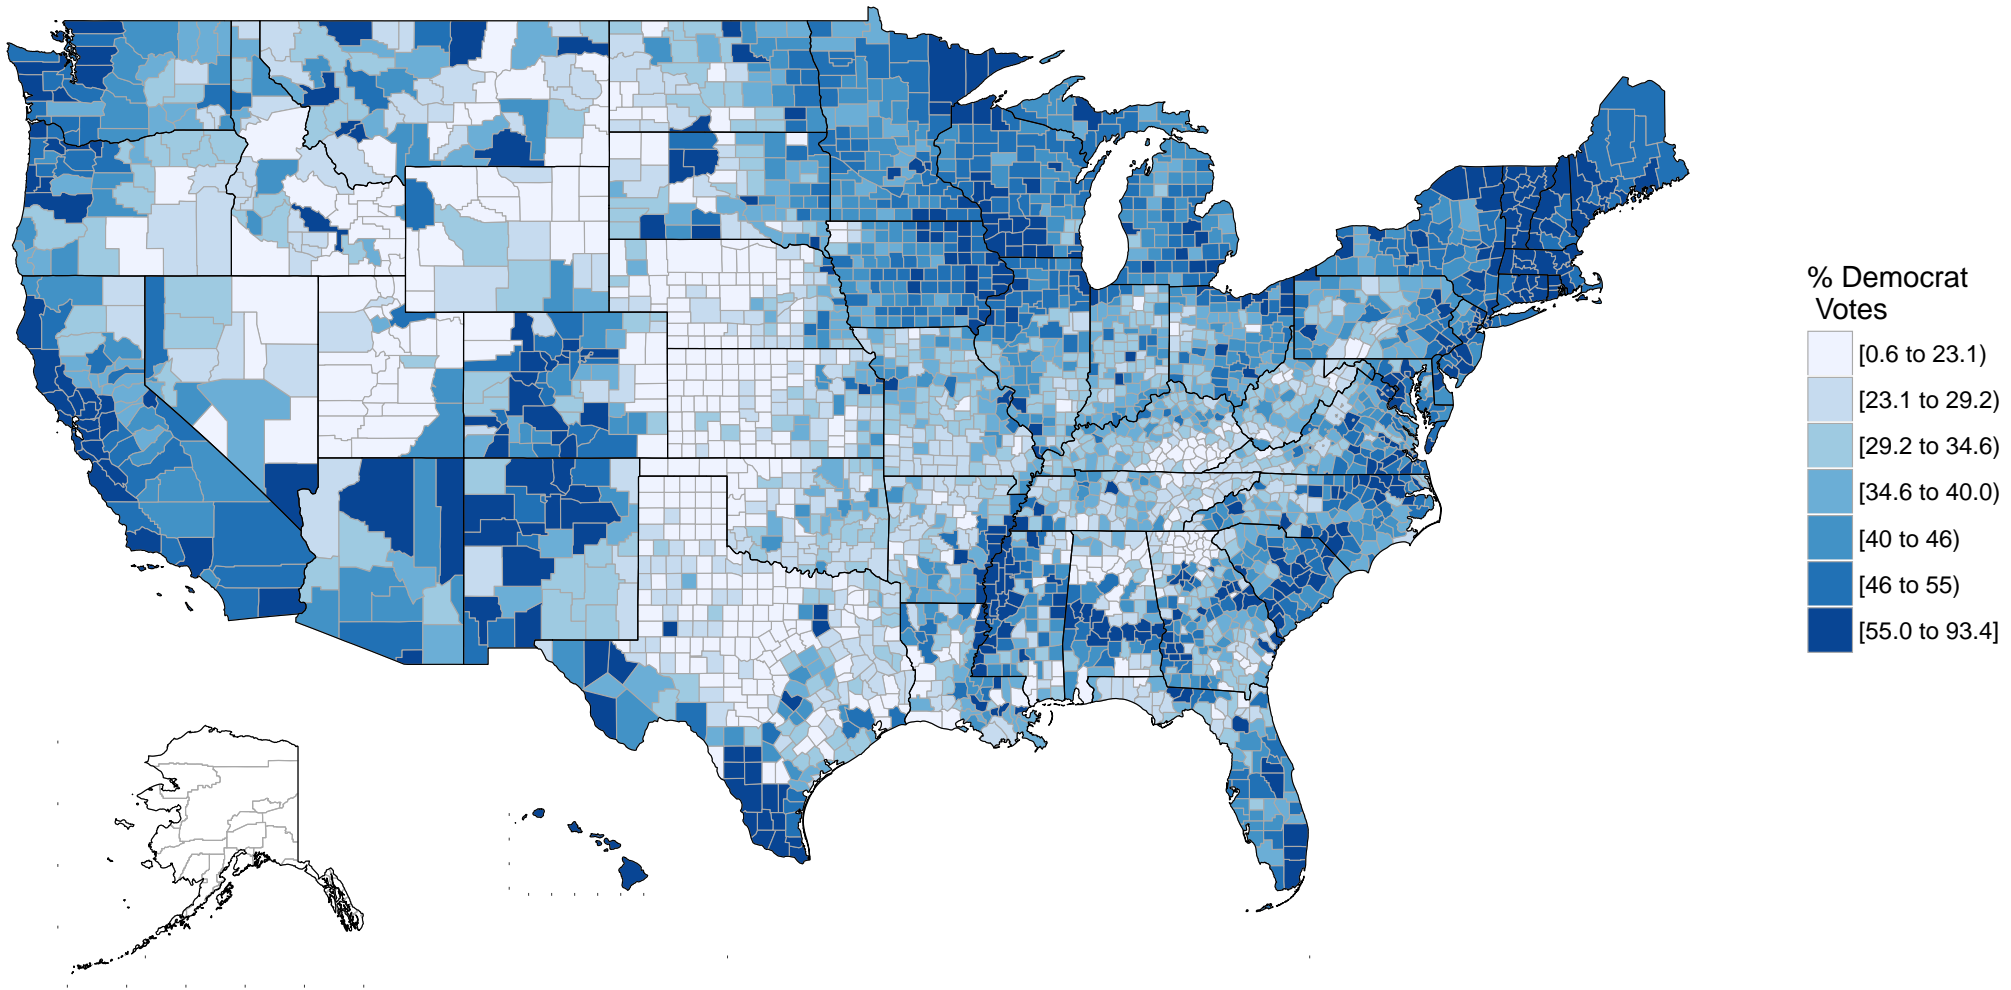 % Democrat
Votes
[0.6 to 23.1)
[23.1 to 29.2)
[29.2 to 34.6)
[34.6 to 40.0)
[40 to 46)
[46 to 55)
[55.0 to 93.4]